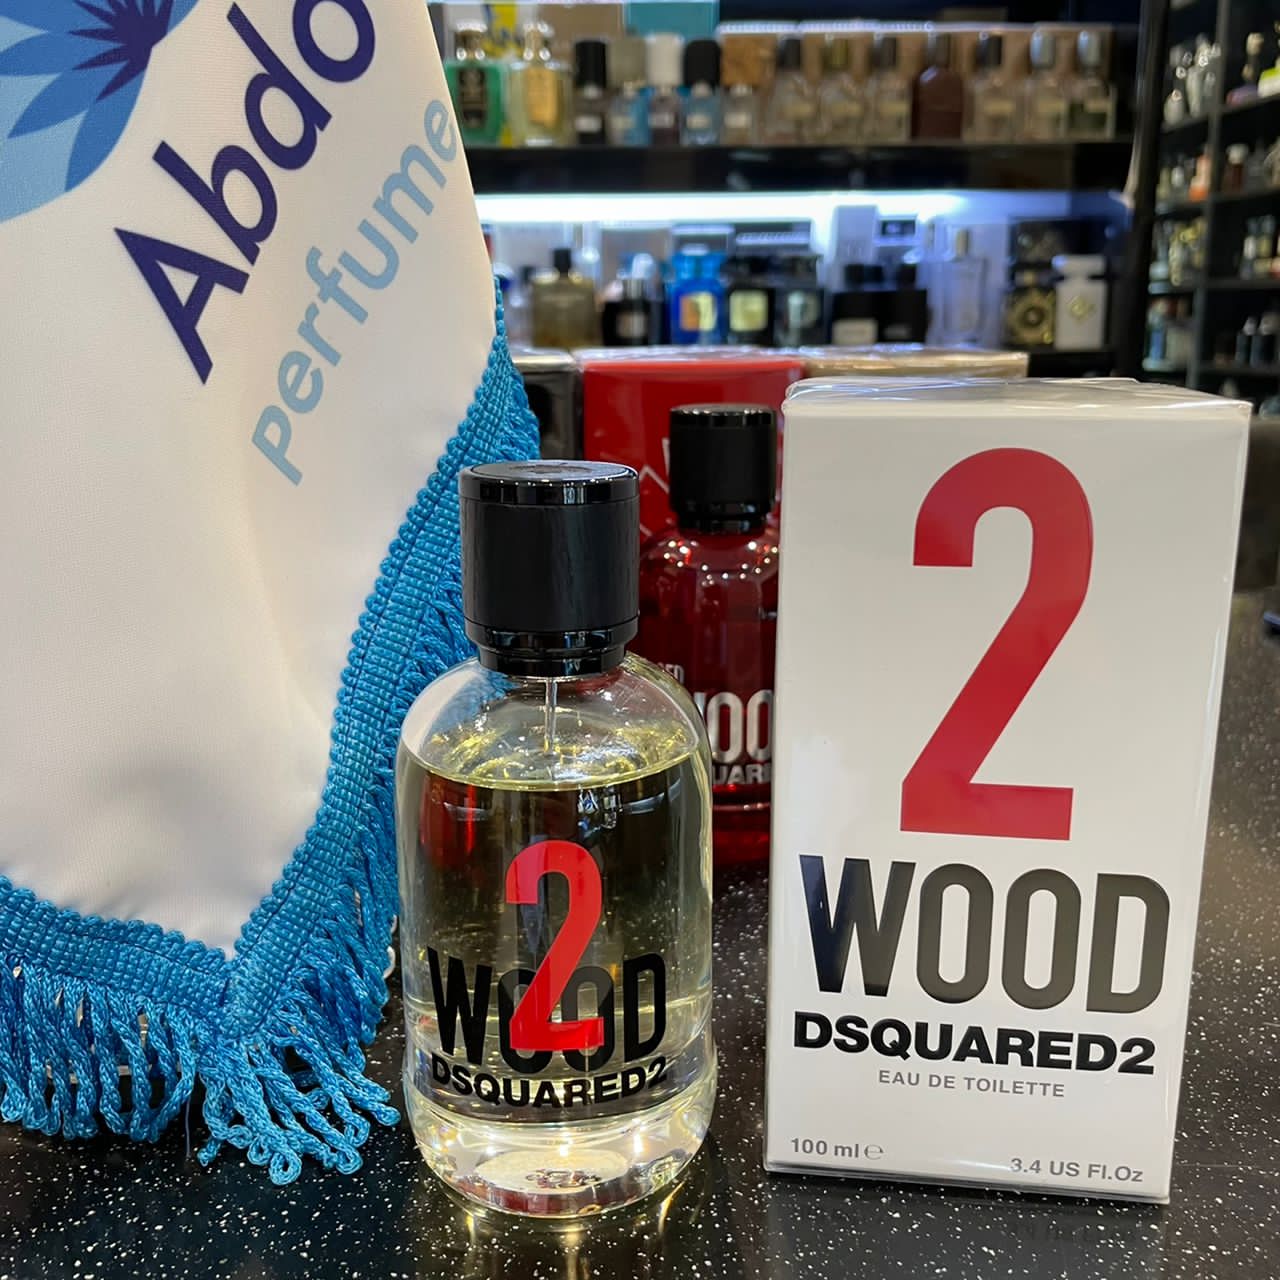 Abdo
perfume
2
WOOD
DSQUARED2
2
WOOD
DSQUARED2
EAU DE TOILETTE
100 ml ℮
3.4 US Fl.Oz